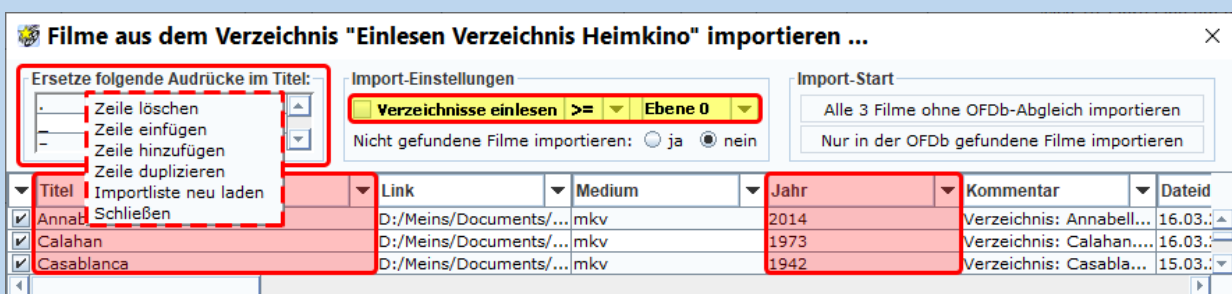 Filme aus dem Verzeichnis "Einlesen Verzeichnis Heimkino" importieren ...
Ersetze folgende Audrücke im Titel:
.
_
-
Zeile löschen
Zeile einfügen
Zeile hinzufügen
Zeile duplizieren
Importliste neu laden
Schließen
Import-Einstellungen
Verzeichnisse einlesen >= Ebene 0
Nicht gefundene Filme importieren: ja nein
Import-Start
Alle 3 Filme ohne OFDb-Abgleich importieren
Nur in der OFDb gefundene Filme importieren
Titel Link Medium Jahr Kommentar Dateid
Annab D:/Meins/Documents/... mkv 2014 Verzeichnis: Annabell... 16.03.
Calahan D:/Meins/Documents/... mkv 1973 Verzeichnis: Calahan.... 16.03.
Casablanca D:/Meins/Documents/... mkv 1942 Verzeichnis: Casabla... 15.03.